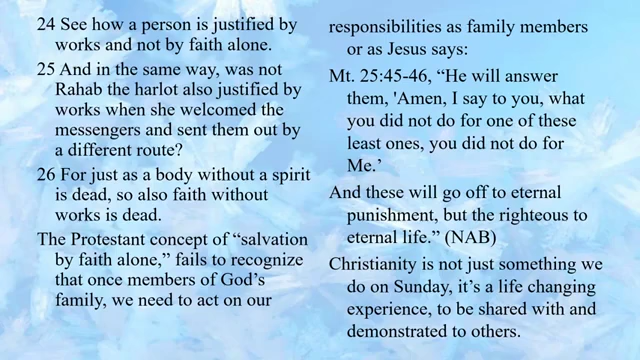 24 See how a person is justified by
works and not by faith alone.
25 And in the same way, was not
Rahab the harlot also justified by
works when she welcomed the
messengers and sent them out by
a different route?
26 For just as a body without a spirit
is dead, so also faith without
works is dead.
The Protestant concept of “salvation
by faith alone,” fails to recognize
that once members of God’s
family, we need to act on our
responsibilities as family members
or as Jesus says:
Mt. 25:45-46, “He will answer
them, 'Amen, I say to you, what
you did not do for one of these
least ones, you did not do for
Me.’
And these will go off to eternal
punishment, but the righteous to
eternal life.” (NAB)
Christianity is not just something we
do on Sunday, it’s a life changing
experience, to be shared with and
demonstrated to others.